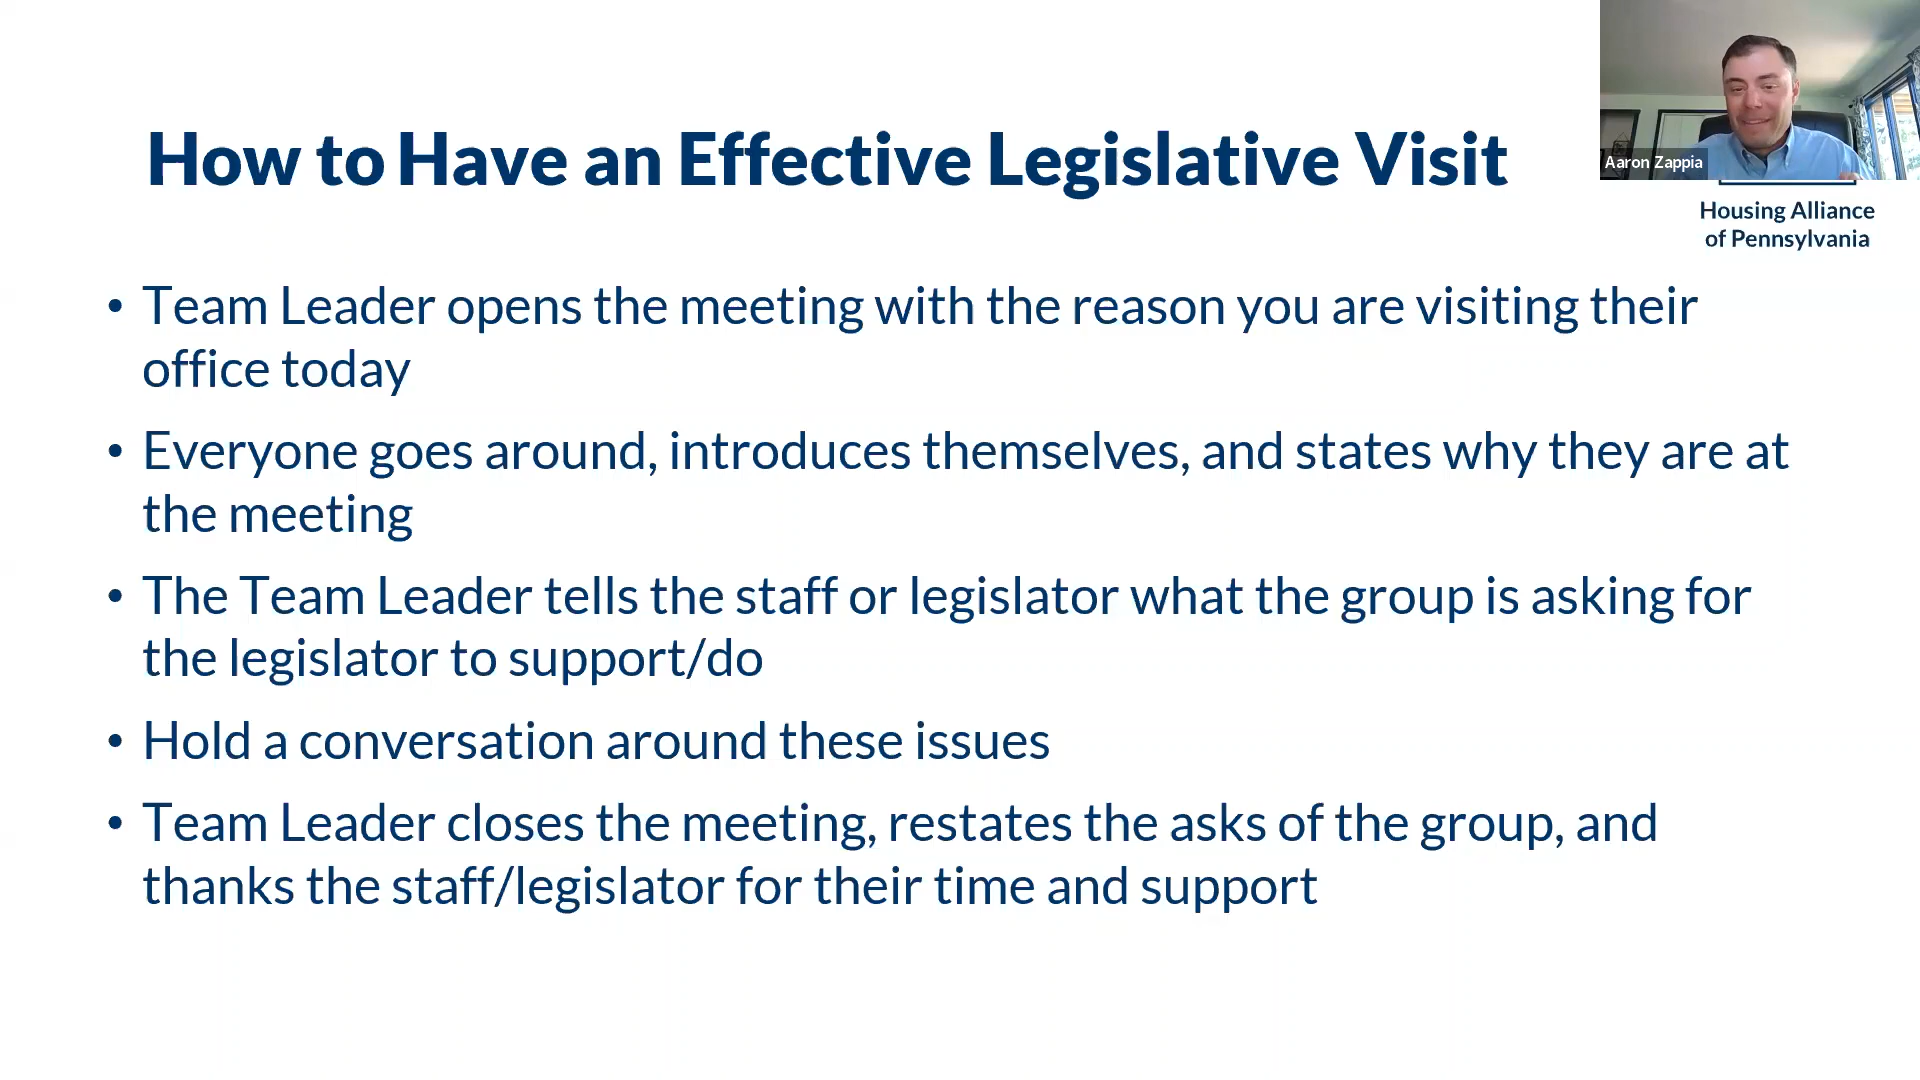 How to Have an Effective Legislative Visit
Aaron Zappia
Housing Alliance
of Pennsylvania
• Team Leader opens the meeting with the reason you are visiting their
office today
• Everyone goes around, introduces themselves, and states why they are at
the meeting
• The Team Leader tells the staff or legislator what the group is asking for
the legislator to support/do
• Hold a conversation around these issues
• Team Leader closes the meeting, restates the asks of the group, and
thanks the staff/legislator for their time and support